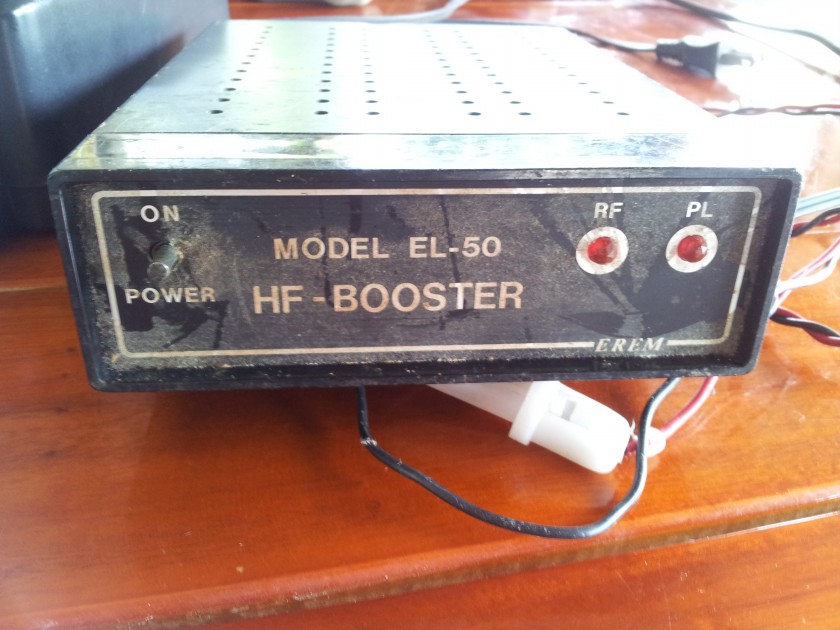 ON
POWER
MODEL EL-50
HF-BOOSTER
RF
PL
EREM